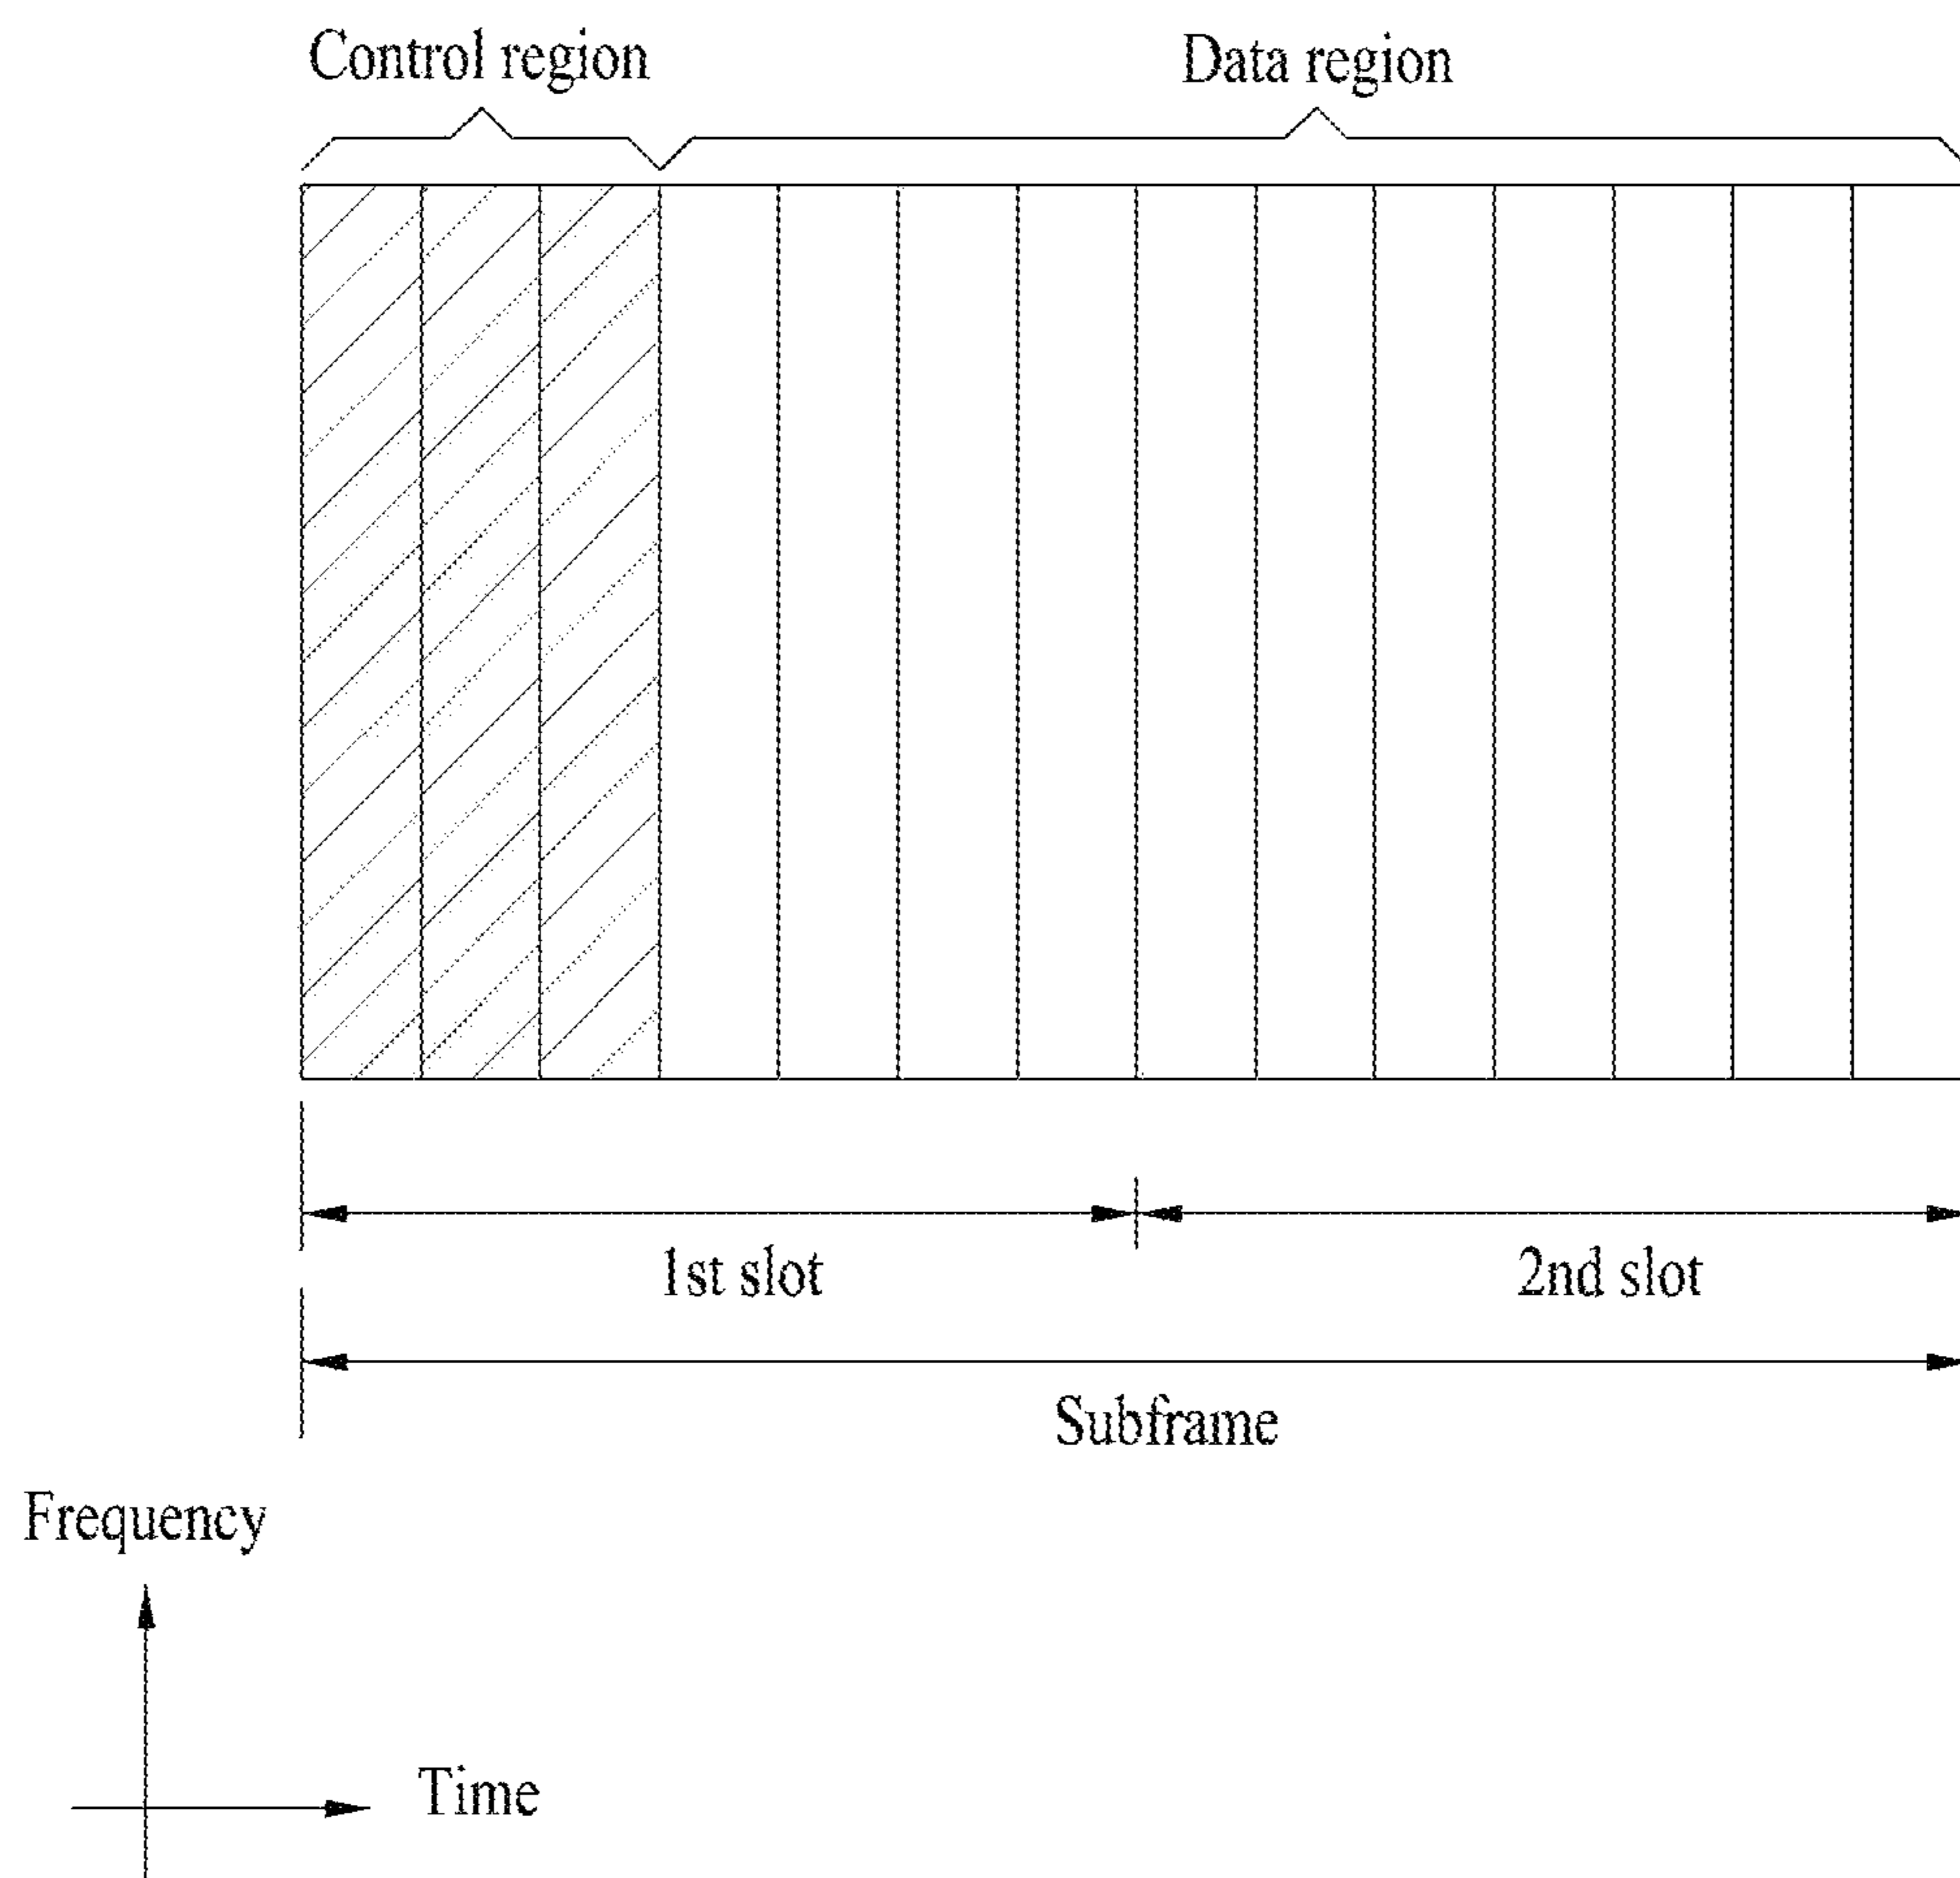 Control region
Data region
1st slot
2nd slot
Subframe
Frequency
Time